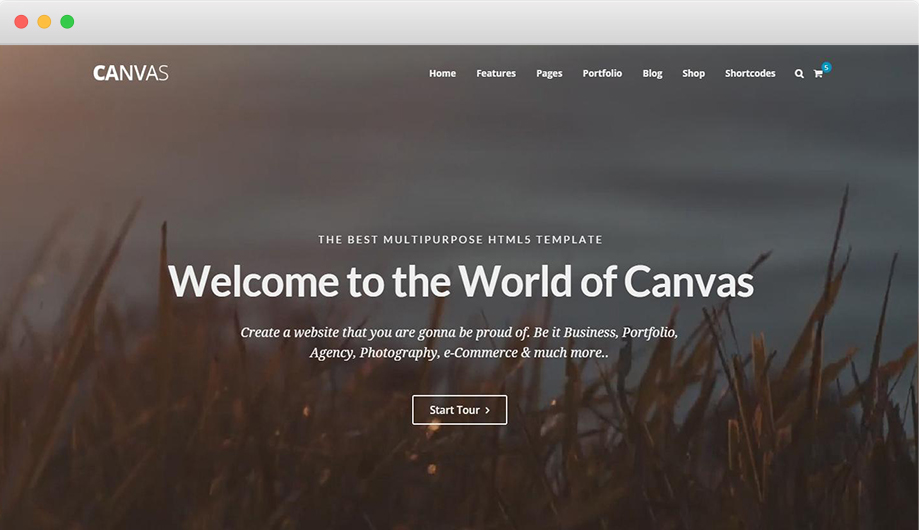 CANVAS
Home Features Pages Portfolio Blog Shop Shortcodes 5
THE BEST MULTIPURPOSE HTML5 TEMPLATE
Welcome to the World of Canvas
Create a website that you are gonna be proud of. Be it Business, Portfolio,
Agency, Photography, e-Commerce & much more..
Start Tour